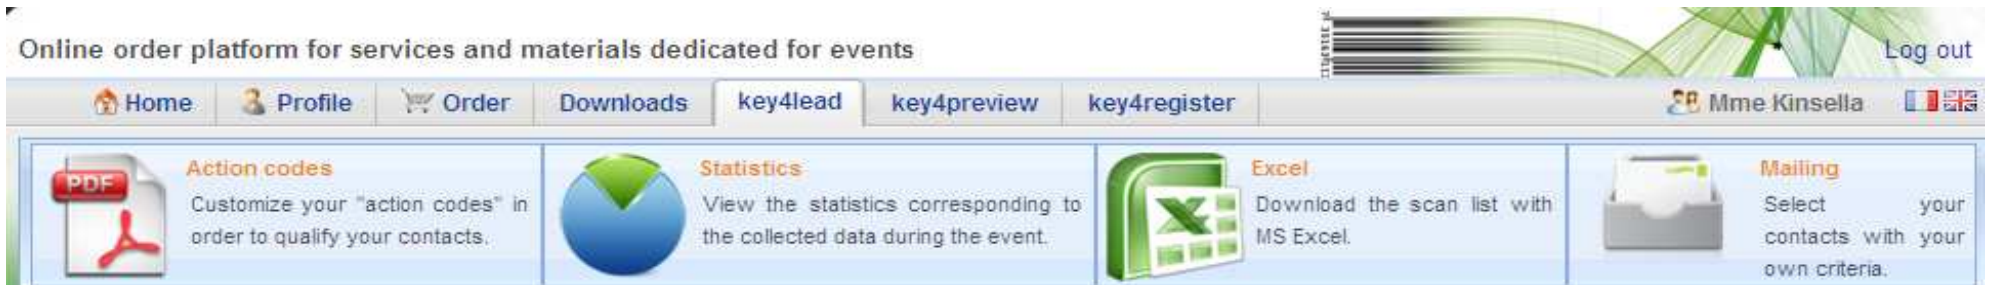 Online order platform for services and materials dedicated for events
Log out
Home
Profile
Order
Downloads
key4lead
key4preview
key4register
Mme Kinsella
PDF
Action codes
Customize your "action codes" in
order to qualify your contacts.
Statistics
View the statistics corresponding to
the collected data during the event.
Excel
Download the scan list with
MS Excel.
Mailing
Select your
contacts with your
own criteria.